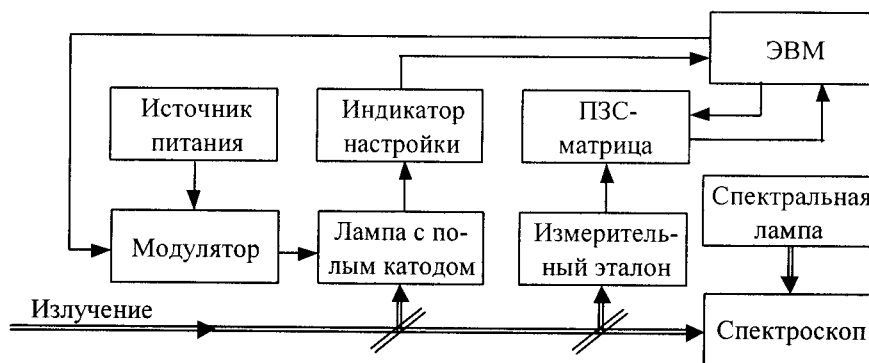 ЭВМ
Источник
питания
Индикатор
настройки
ПЗС-
матрица
Спектральная
лампа
Модулятор
Лампа с по-
лым катодом
Измеритель-
ный эталон
Излучение
Спектроскоп